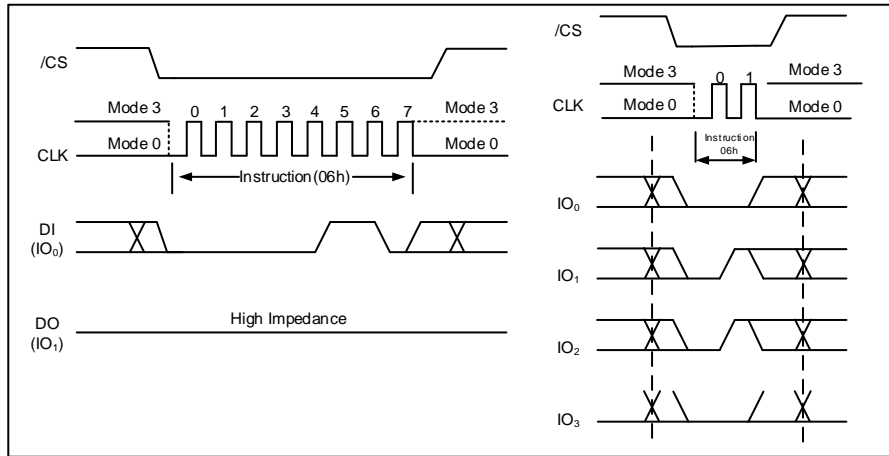 /CS
Mode 3
0 1 2 3 4 5 6 7
Mode 3
CLK
Mode 0
Mode 0
Instruction(06h)
DI
(IO0)
High Impedance
DO
(IO1)
/CS
Mode 3
0 1
Mode 3
CLK
Mode 0
Mode 0
Instruction
06h
IO0
IO1
IO2
IO3